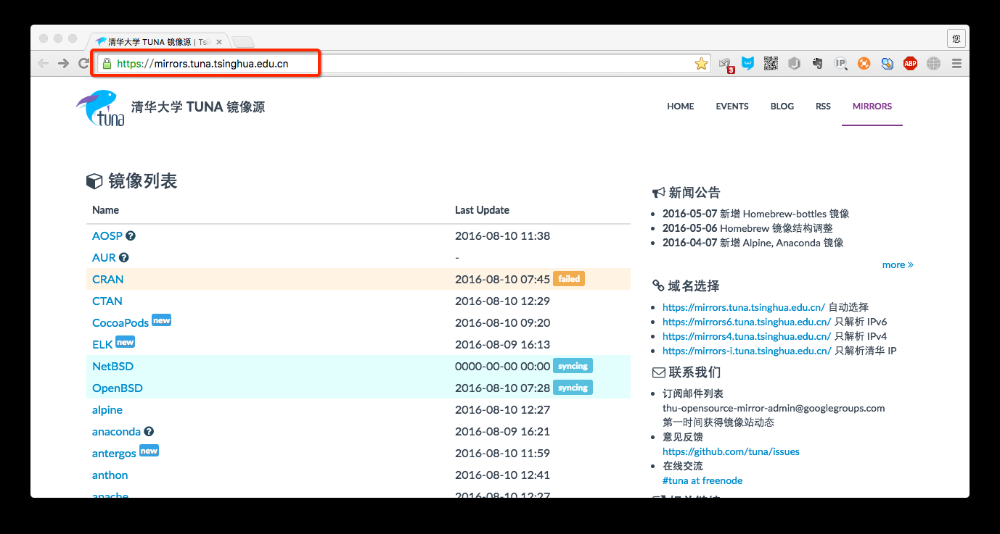 清华大学 TUNA 镜像源 | Tsin
您
https://mirrors.tuna.tsinghua.edu.cn
3
IP
ABP
tuna
清华大学 TUNA 镜像源
HOME EVENTS BLOG RSS MIRRORS
镜像列表
Name Last Update
AOSP ? 2016-08-10 11:38
AUR ? -
CRAN 2016-08-10 07:45 failed
CTAN 2016-08-10 12:29
CocoaPods new 2016-08-10 09:20
ELK new 2016-08-09 16:13
NetBSD 0000-00-00 00:00 syncing
OpenBSD 2016-08-10 07:28 syncing
alpine 2016-08-10 12:27
anaconda ? 2016-08-09 16:21
antergos new 2016-08-10 11:59
anthon 2016-08-10 12:41
apache 2016-08-10 12:27
新闻公告
2016-05-07 新增 Homebrew-bottles 镜像
2016-05-06 Homebrew 镜像结构调整
2016-04-07 新增 Alpine, Anaconda 镜像
more »
域名选择
https://mirrors.tuna.tsinghua.edu.cn/ 自动选择
https://mirrors6.tuna.tsinghua.edu.cn/ 只解析 IPv6
https://mirrors4.tuna.tsinghua.edu.cn/ 只解析 IPv4
https://mirrors-i.tuna.tsinghua.edu.cn/ 只解析清华 IP
联系我们
订阅邮件列表
thu-opensource-mirror-admin@googlegroups.com
第一时间获得镜像站动态
意见反馈
https://github.com/tuna/issues
在线交流
#tuna at freenode